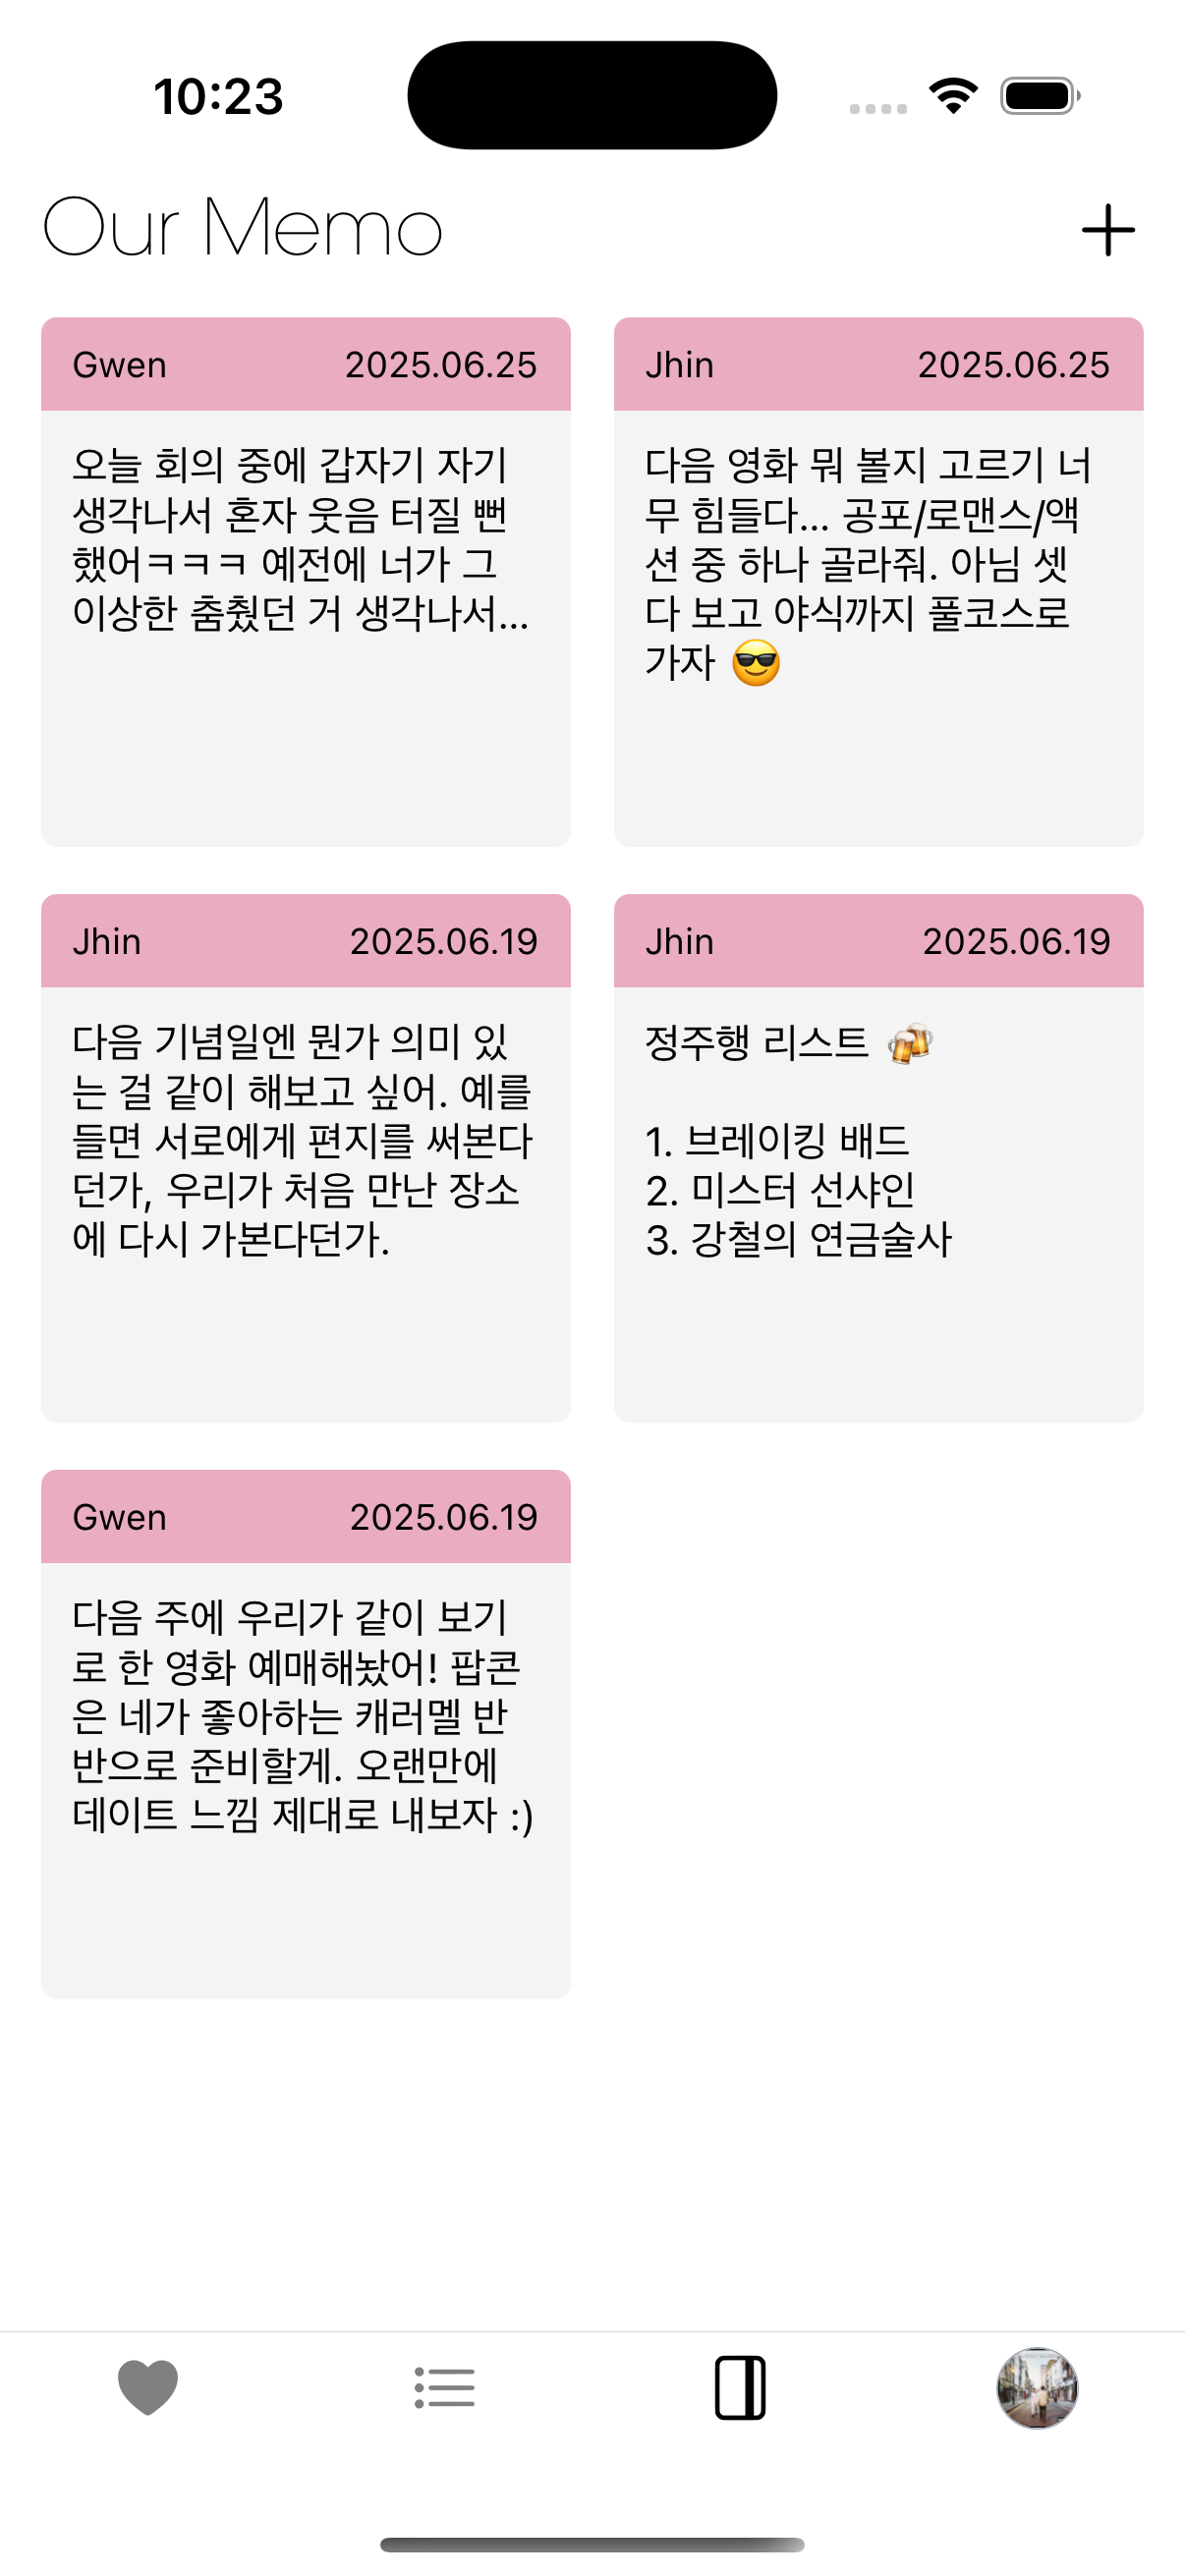 10:23
Our Memo
Gwen 2025.06.25
오늘 회의 중에 갑자기 자기
생각나서 혼자 웃음 터질 뻔
했어ㅋㅋㅋ 예전에 너가 그
이상한 춤췄던 거 생각나서...
Jhin 2025.06.25
다음 영화 뭐 볼지 고르기 너
무 힘들다... 공포/로맨스/액
션 중 하나 골라줘. 아님 셋
다 보고 야식까지 풀코스로
가자 😎
Jhin 2025.06.19
다음 기념일엔 뭔가 의미 있
는 걸 같이 해보고 싶어. 예를
들면 서로에게 편지를 써본다
던가, 우리가 처음 만난 장소
에 다시 가본다던가.
Jhin 2025.06.19
정주행 리스트 🍻
1. 브레이킹 배드
2. 미스터 선샤인
3. 강철의 연금술사
Gwen 2025.06.19
다음 주에 우리가 같이 보기
로 한 영화 예매해놨어! 팝콘
은 네가 좋아하는 캐러멜 반
반으로 준비할게. 오랜만에
데이트 느낌 제대로 내보자 :)